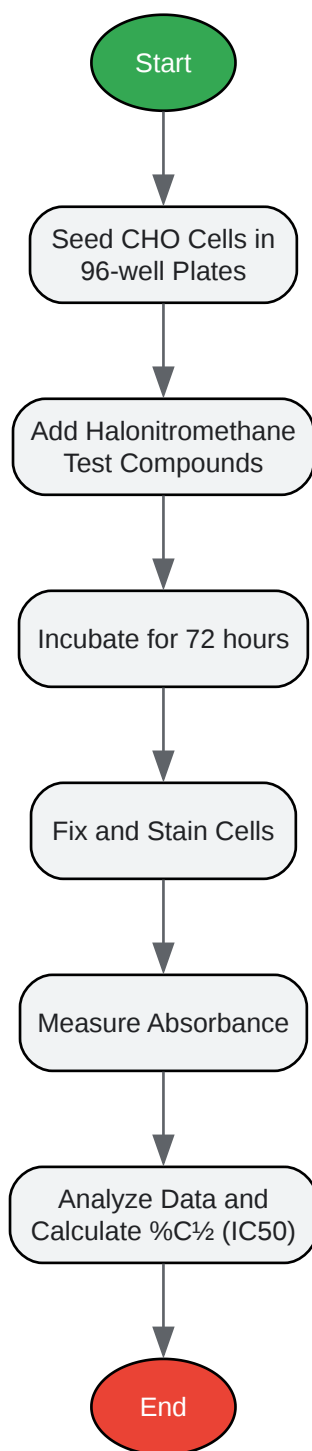 Start
Seed CHO Cells in
96-well Plates
Add Halonitromethane
Test Compounds
Incubate for 72 hours
Fix and Stain Cells
Measure Absorbance
Analyze Data and
Calculate %C½ (IC50)
End